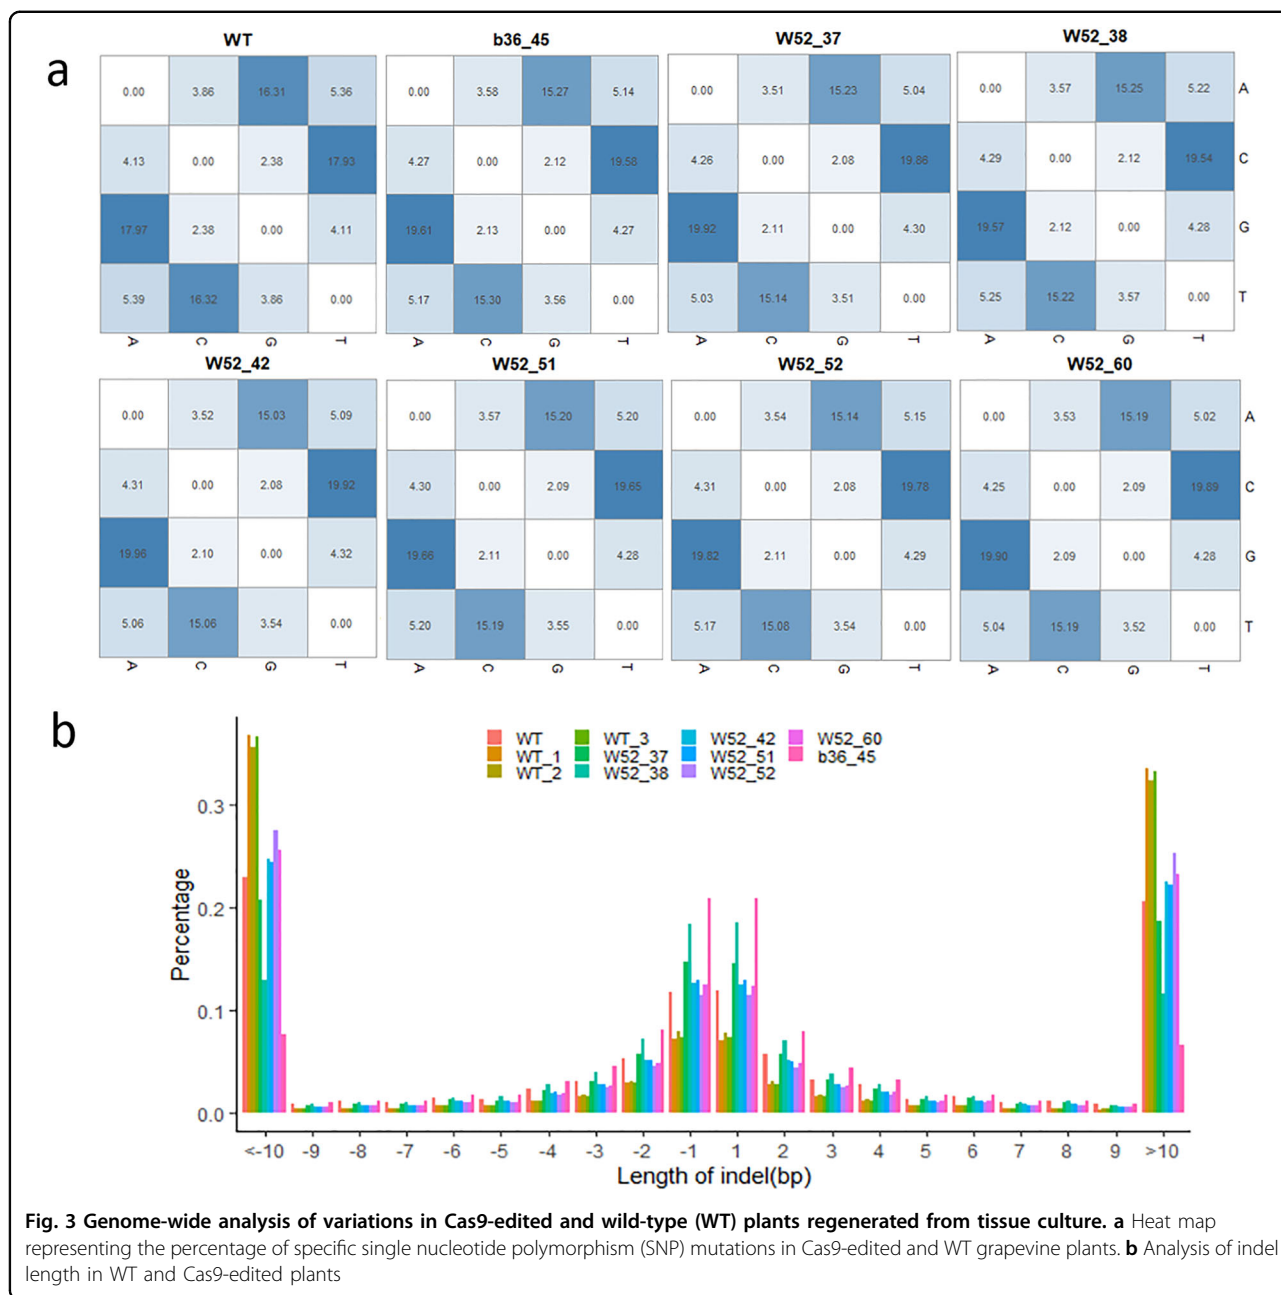 a
WT b36_45 W52_37 W52_38
0.00 3.86 16.31 5.36 0.00 3.58 15.27 5.14 0.00 3.51 15.23 5.04 0.00 3.57 15.25 5.22 A
4.13 0.00 2.38 17.93 4.27 0.00 2.12 19.58 4.26 0.00 2.08 19.86 4.29 0.00 2.12 19.54 C
17.97 2.38 0.00 4.11 19.61 2.13 0.00 4.27 19.92 2.11 0.00 4.30 19.57 2.12 0.00 4.28 G
5.39 16.32 3.86 0.00 5.17 15.30 3.56 0.00 5.03 15.14 3.51 0.00 5.25 15.22 3.57 0.00 T
A C G T A C G T A C G T A C G T
W52_42 W52_51 W52_52 W52_60
0.00 3.52 15.03 5.09 0.00 3.57 15.20 5.20 0.00 3.54 15.14 5.15 0.00 3.53 15.19 5.02 A
4.31 0.00 2.08 19.92 4.30 0.00 2.09 19.65 4.31 0.00 2.08 19.78 4.25 0.00 2.09 19.89 C
19.96 2.10 0.00 4.32 19.66 2.11 0.00 4.28 19.82 2.11 0.00 4.29 19.90 2.09 0.00 4.28 G
5.06 15.06 3.54 0.00 5.20 15.19 3.55 0.00 5.17 15.08 3.54 0.00 5.04 15.19 3.52 0.00 T
A C G T A C G T A C G T A C G T
b
WT WT_3 W52_42 W52_60
WT_1 W52_37 W52_51 b36_45
WT_2 W52_38 W52_52
Percentage
0.3
0.2
0.1
0.0
<-10 -9 -8 -7 -6 -5 -4 -3 -2 -1 1 2 3 4 5 6 7 8 9 >10
Length of indel(bp)
Fig. 3 Genome-wide analysis of variations in Cas9-edited and wild-type (WT) plants regenerated from tissue culture. a Heat map
representing the percentage of specific single nucleotide polymorphism (SNP) mutations in Cas9-edited and WT grapevine plants. b Analysis of indel
length in WT and Cas9-edited plants